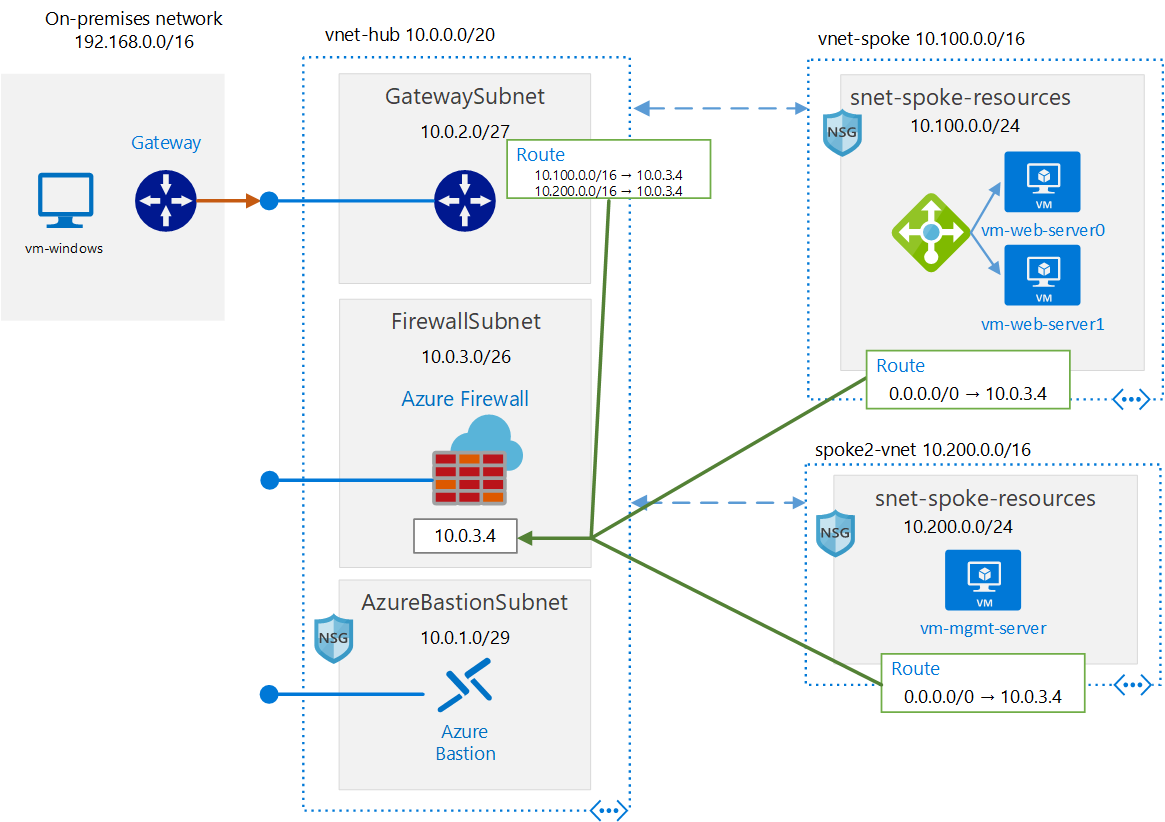 On-premises network
192.168.0.0/16
Gateway
vm-windows
vnet-hub 10.0.0.0/20
GatewaySubnet
10.0.2.0/27
Route
10.100.0.0/16 → 10.0.3.4
10.200.0.0/16 → 10.0.3.4
FirewallSubnet
10.0.3.0/26
Azure Firewall
10.0.3.4
AzureBastionSubnet
NSG
10.0.1.0/29
Azure
Bastion
vnet-spoke 10.100.0.0/16
snet-spoke-resources
10.100.0.0/24
NSG
VM
vm-web-server0
VM
vm-web-server1
Route
0.0.0.0/0 → 10.0.3.4
spoke2-vnet 10.200.0.0/16
snet-spoke-resources
10.200.0.0/24
NSG
VM
vm-mgmt-server
Route
0.0.0.0/0 → 10.0.3.4